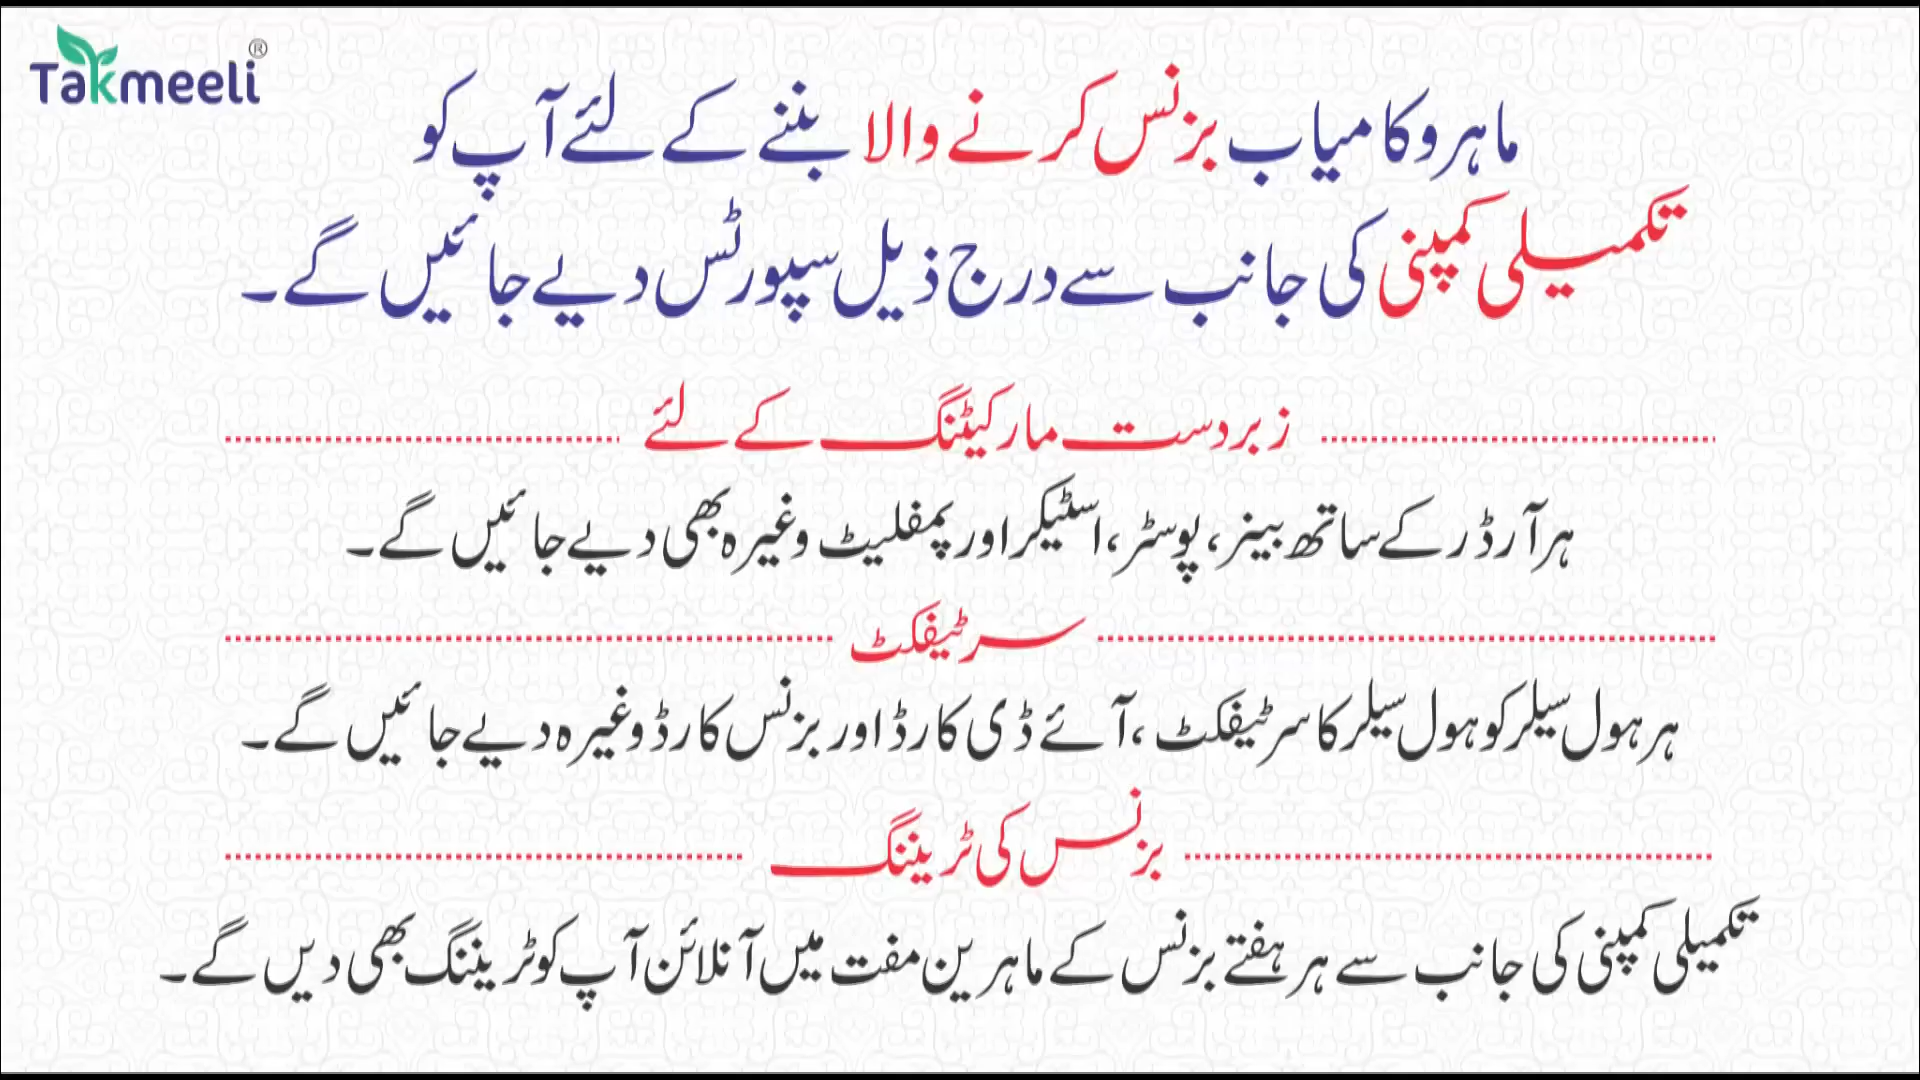 Takmeeli®
ماہر و کامیاب بزنس کرنے والا بننے کے لئے آپ کو
تکمیلی کمپنی کی جانب سے درج ذیل سپورٹس دیے جائیں گے۔
زبردست مارکیٹنگ کے لئے
ہر آرڈر کے ساتھ بینر، پوسٹر، اسٹیکر اور پمفلیٹ وغیرہ بھی دیے جائیں گے۔
سرٹیفکٹ
ہر ہول سیلر کو ہول سیلر کا سرٹیفکٹ، آئے ڈی کارڈ اور بزنس کارڈ وغیرہ دیے جائیں گے۔
بزنس کی ٹریننگ
تکمیلی کمپنی کی جانب سے ہر ہفتے بزنس کے ماہرین مفت میں آنلائن آپ کو ٹریننگ بھی دیں گے۔